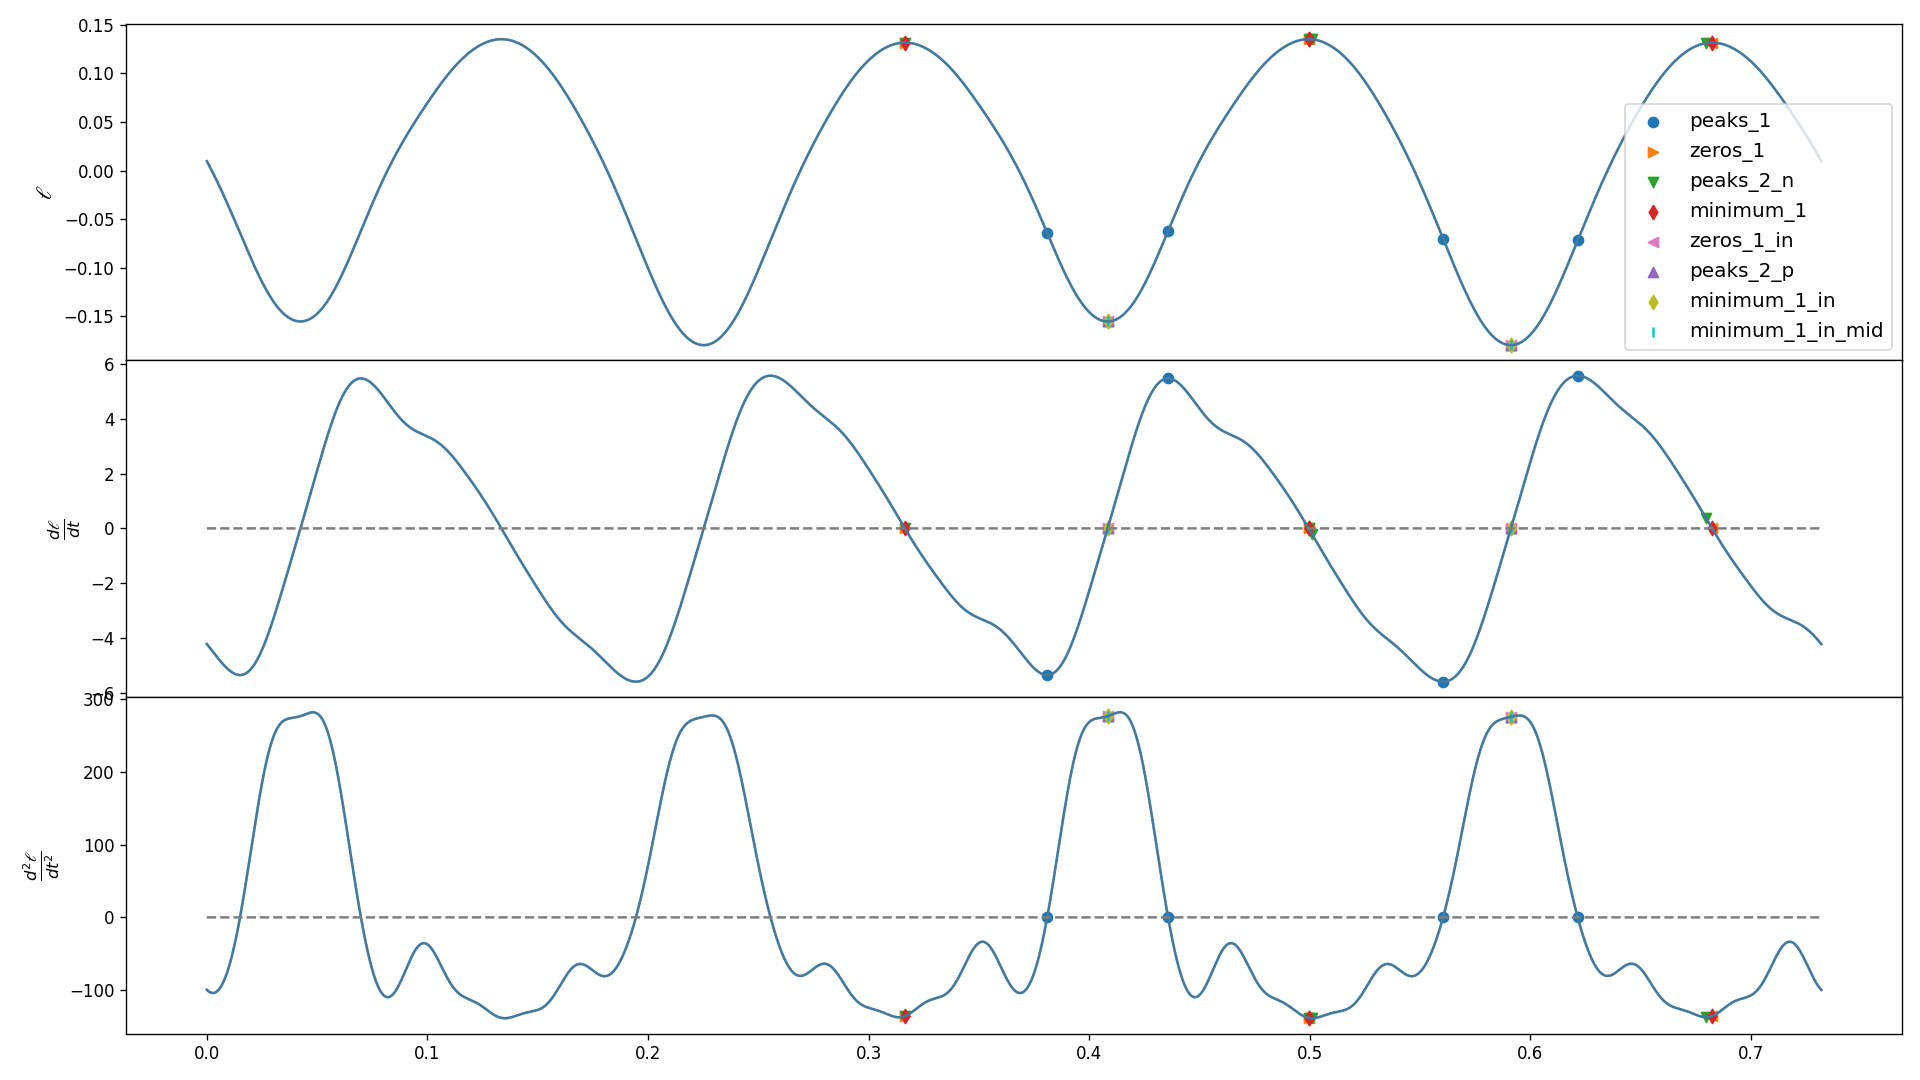 0.15
0.10
0.05
0.00
−0.05
−0.10
−0.15
ℓ
peaks_1
zeros_1
peaks_2_n
minimum_1
zeros_1_in
peaks_2_p
minimum_1_in
minimum_1_in_mid
6
4
2
0
−2
−4
−6
dℓ
dt
300
200
100
0
−100
d²ℓ
dt²
0.0 0.1 0.2 0.3 0.4 0.5 0.6 0.7